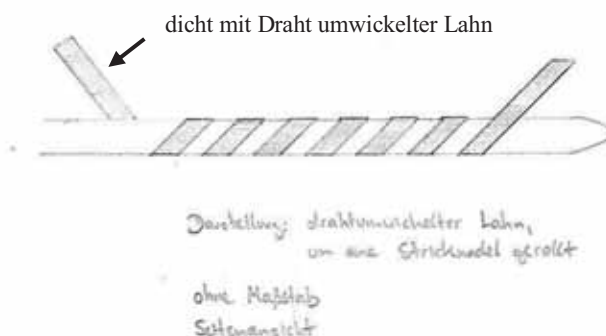 dicht mit Draht umwickelter Lahn
Darstellung: drahtumwickelter Lahn,
um eine Stricknadel gerollt
ohne Maßstab
Seitenansicht